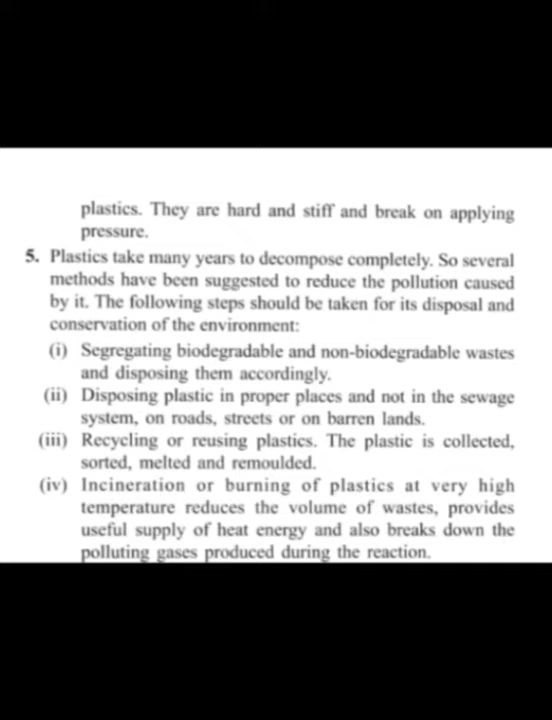 plastics. They are hard and stiff and break on applying
pressure.
5. Plastics take many years to decompose completely. So several
methods have been suggested to reduce the pollution caused
by it. The following steps should be taken for its disposal and
conservation of the environment:
(i) Segregating biodegradable and non-biodegradable wastes
and disposing them accordingly.
(ii) Disposing plastic in proper places and not in the sewage
system, on roads, streets or on barren lands.
(iii) Recycling or reusing plastics. The plastic is collected,
sorted, melted and remoulded.
(iv) Incineration or burning of plastics at very high
temperature reduces the volume of wastes, provides
useful supply of heat energy and also breaks down the
polluting gases produced during the reaction.